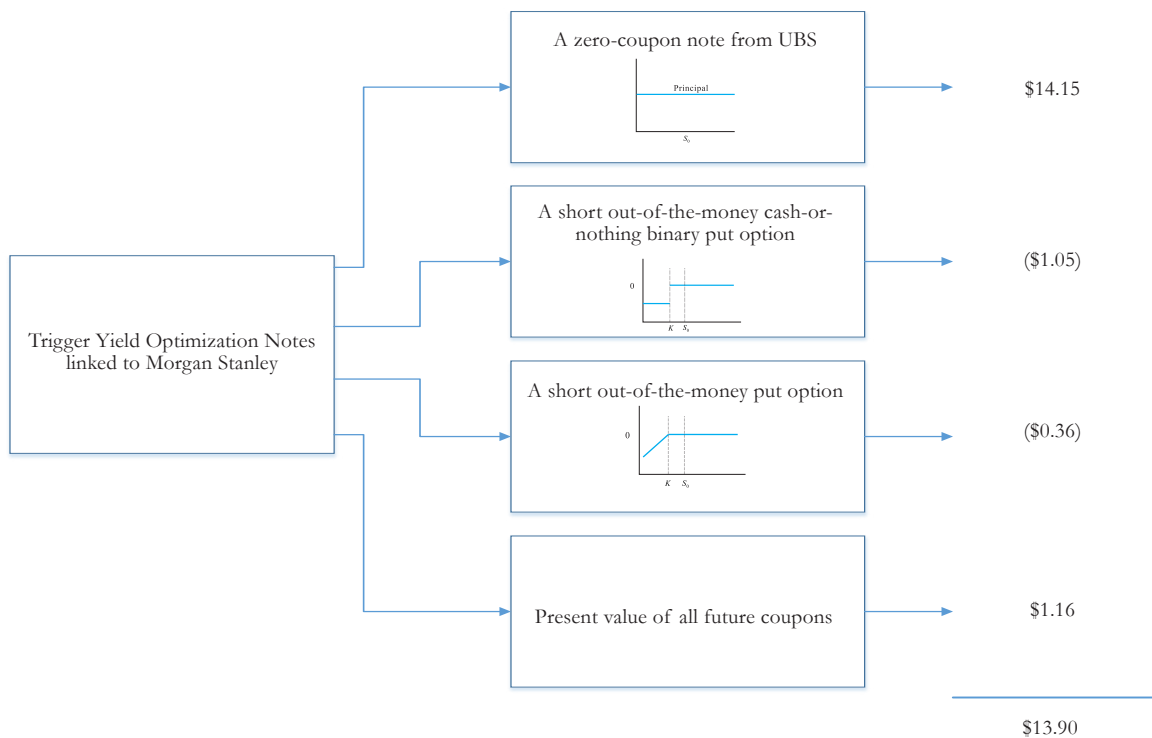 A zero-coupon note from UBS
Principal
S₀
$14.15
A short out-of-the-money cash-or-
nothing binary put option
0
K S₀
($1.05)
Trigger Yield Optimization Notes
linked to Morgan Stanley
A short out-of-the-money put option
0
K S₀
($0.36)
Present value of all future coupons
$1.16
$13.90